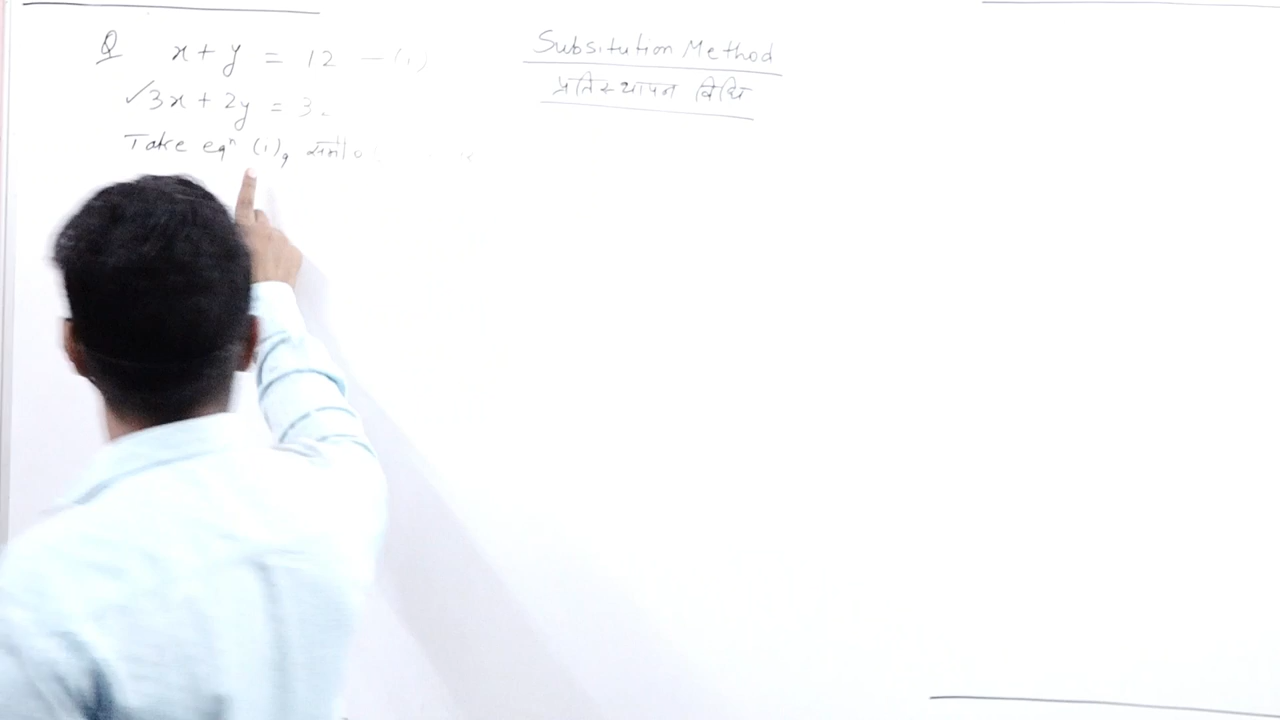 Q x + y = 12 — (1)
✓3x + 2y = 3
Take eqⁿ (1),
Subsitution Method
प्रतिस्थापन विधि